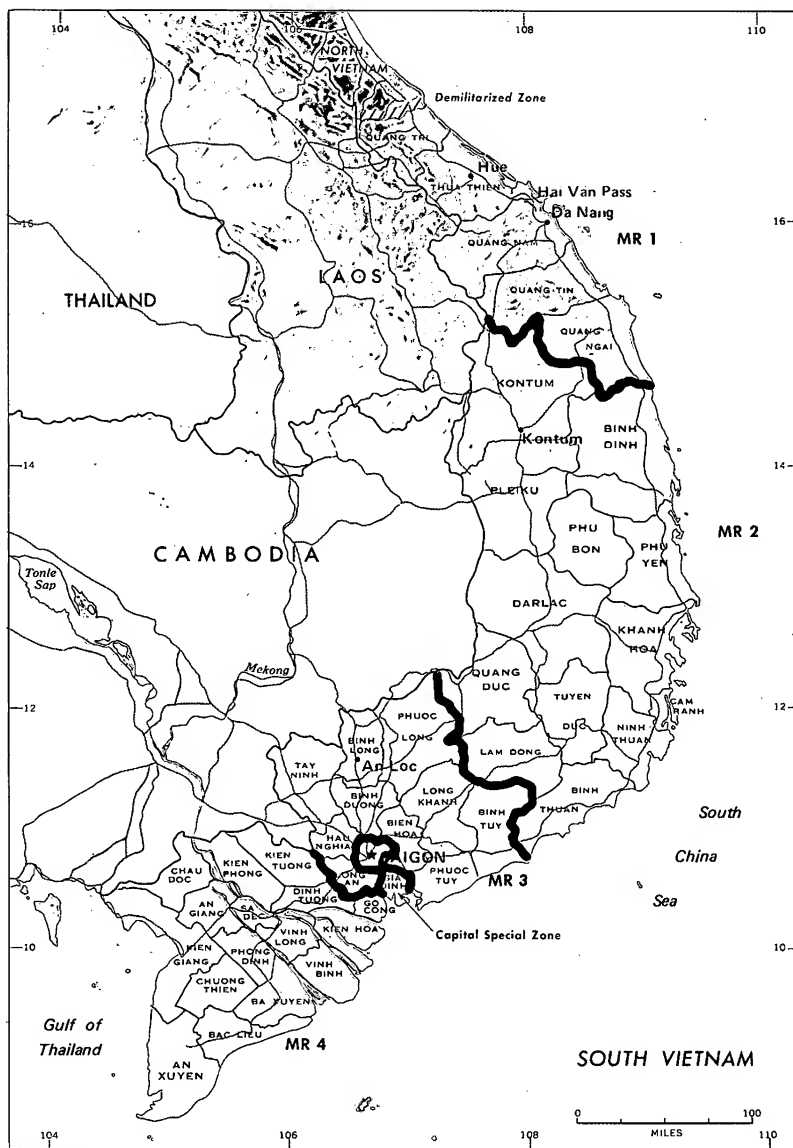 104
106
108
110
NORTH
VIETNAM
Demilitarized Zone
QUANG TRI
Hue
THUA THIEN
Hai Van Pass
Da Nang
16
16
QUANG NAM
MR 1
LAOS
THAILAND
QUANG TIN
QUANG
NGAI
KONTUM
Kontum
BINH
DINH
14
14
PLEIKU
MR 2
PHU
BON
PHU
YEN
CAMBODIA
Tonle
Sap
DARLAC
KHANH
HOA
Mekong
QUANG
DUC
12
12
TUYEN
DUC
CAM
RANH
NINH
THUAN
PHUOC
LONG
BINH
LONG
An Loc
LAM DONG
TAY
NINH
BINH
DUONG
LONG
KHANH
BINH
THUAN
BINH
TUY
BIEN
HOA
South
China
Sea
HAU
NGHIA
SAIGON
KIEN
TUONG
LONG
AN
GIA
DINH
PHUOC
TUY
MR 3
CHAU
DOC
KIEN
PHONG
DINH
TUONG
GO
CONG
AN
GIANG
SA
DEC
KIEN HOA
Capital Special Zone
VINH
LONG
10
10
KIEN
GIANG
PHONG
DINH
VINH
BINH
CHUONG
THIEN
BA XUYEN
Gulf of
Thailand
BAC LIEU
MR 4
AN
XUYEN
SOUTH VIETNAM
0
100
MILES
104
106
108